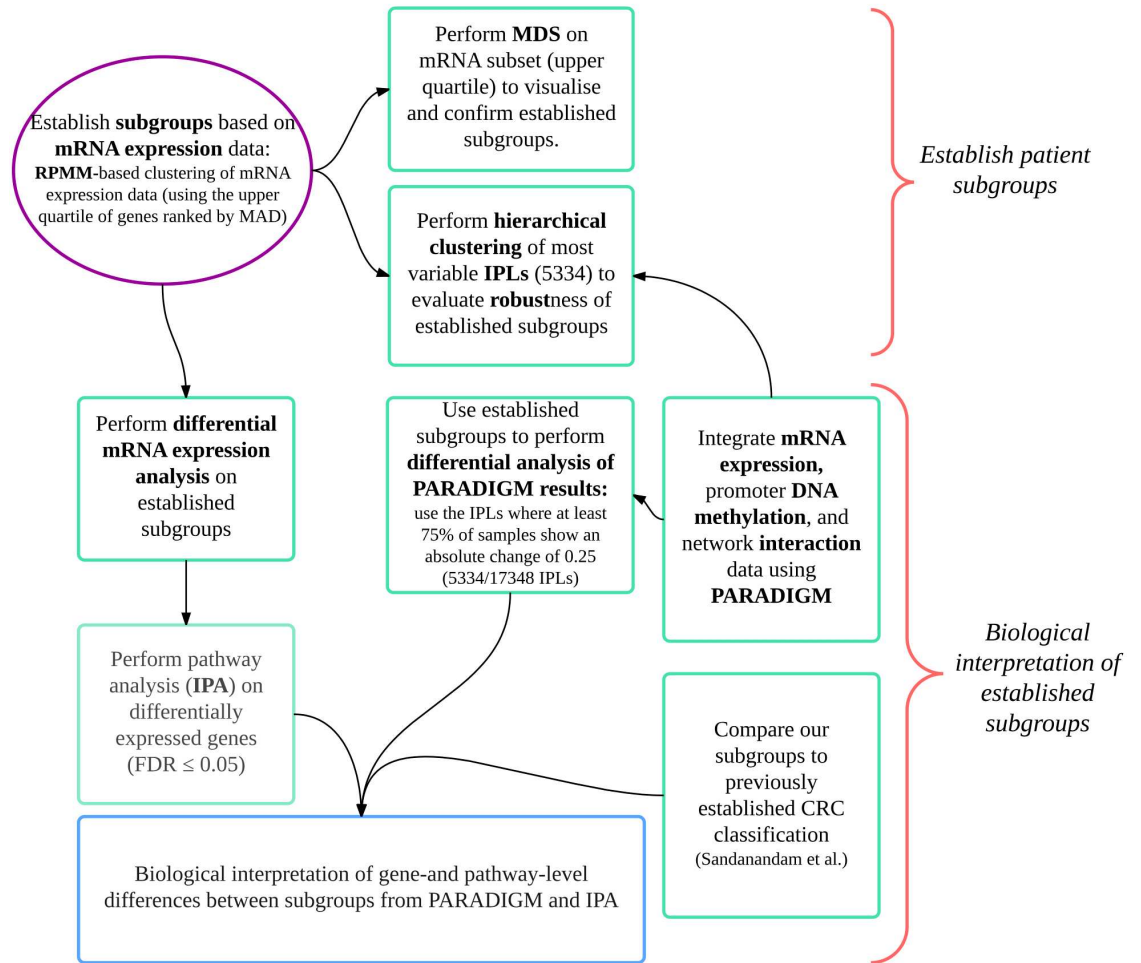 Establish subgroups based on
mRNA expression data:
RPMM-based clustering of mRNA
expression data (using the upper
quartile of genes ranked by MAD)
Perform MDS on
mRNA subset (upper
quartile) to visualise
and confirm established
subgroups.
Perform hierarchical
clustering of most
variable IPLs (5334) to
evaluate robustness of
established subgroups
Establish patient
subgroups
Perform differential
mRNA expression
analysis on
established
subgroups
Use established
subgroups to perform
differential analysis of
PARADIGM results:
use the IPLs where at least
75% of samples show an
absolute change of 0.25
(5334/17348 IPLs)
Integrate mRNA
expression,
promoter DNA
methylation, and
network interaction
data using
PARADIGM
Perform pathway
analysis (IPA) on
differentially
expressed genes
(FDR ≤ 0.05)
Compare our
subgroups to
previously
established CRC
classification
(Sandanandam et al.)
Biological
interpretation of
established
subgroups
Biological interpretation of gene-and pathway-level
differences between subgroups from PARADIGM and IPA